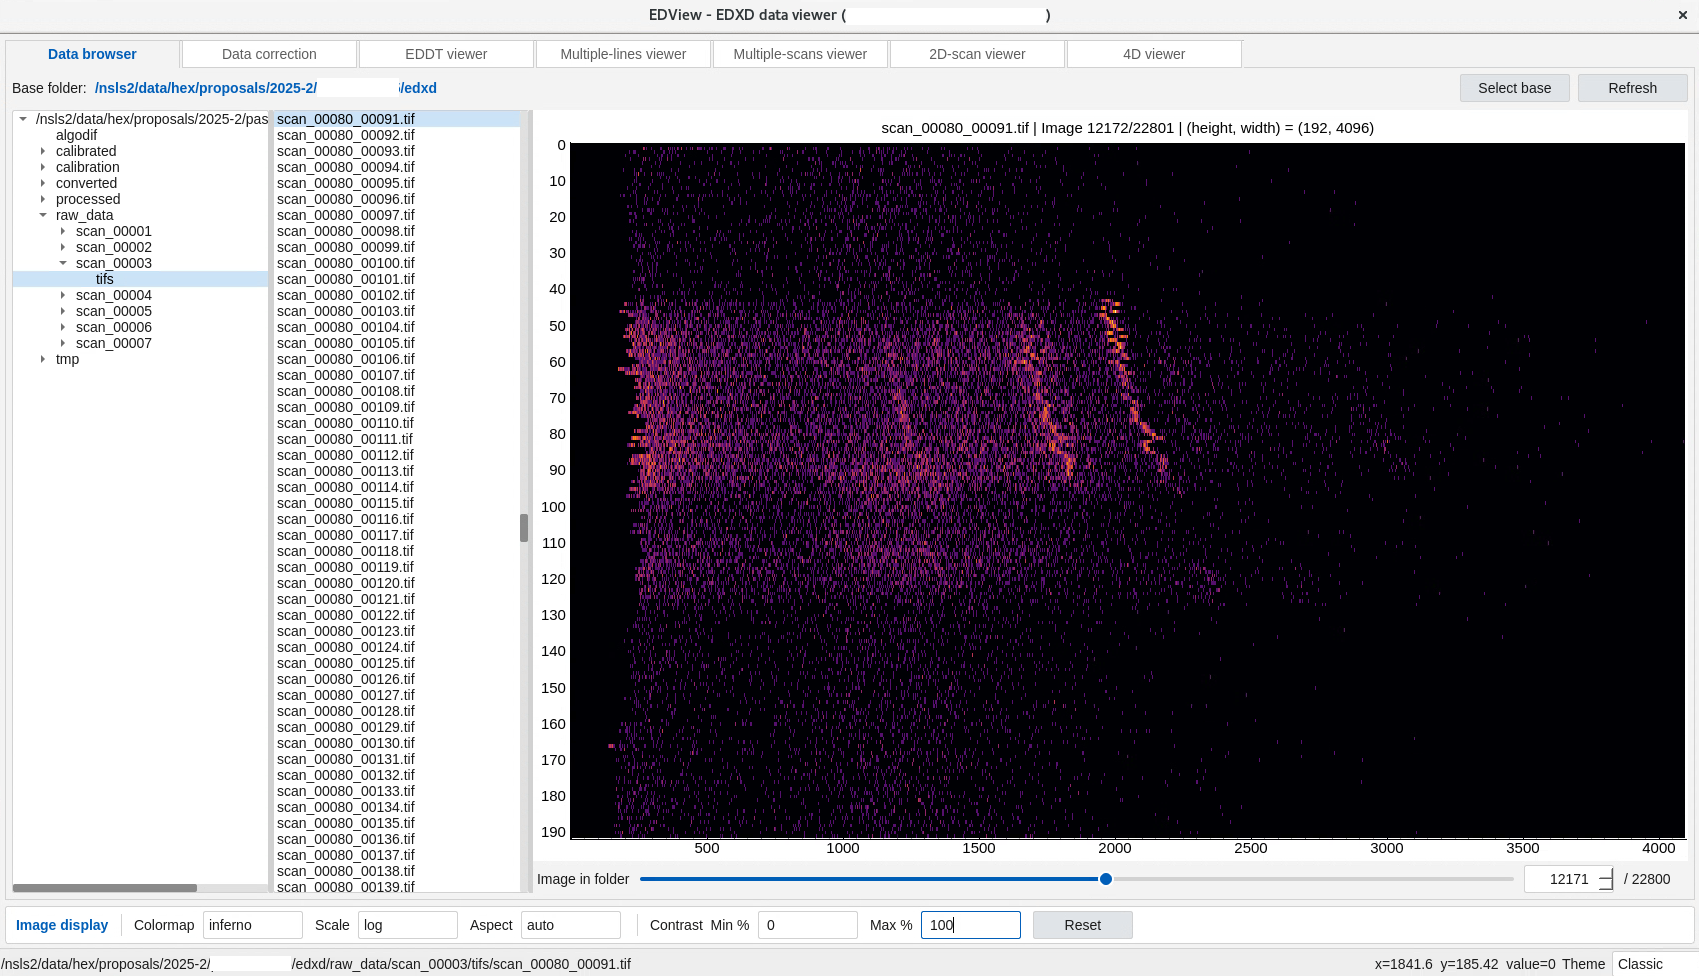 EDView - EDXD data viewer ( )
Data browser Data correction EDDT viewer Multiple-lines viewer Multiple-scans viewer 2D-scan viewer 4D viewer
Base folder: /nsls2/data/hex/proposals/2025-2/ /edxd Select base Refresh
/nsls2/data/hex/proposals/2025-2/pas
algodif
calibrated
calibration
converted
processed
raw_data
scan_00001
scan_00002
scan_00003
tifs
scan_00004
scan_00005
scan_00006
scan_00007
tmp
scan_00080_00091.tif
scan_00080_00092.tif
scan_00080_00093.tif
scan_00080_00094.tif
scan_00080_00095.tif
scan_00080_00096.tif
scan_00080_00097.tif
scan_00080_00098.tif
scan_00080_00099.tif
scan_00080_00100.tif
scan_00080_00101.tif
scan_00080_00102.tif
scan_00080_00103.tif
scan_00080_00104.tif
scan_00080_00105.tif
scan_00080_00106.tif
scan_00080_00107.tif
scan_00080_00108.tif
scan_00080_00109.tif
scan_00080_00110.tif
scan_00080_00111.tif
scan_00080_00112.tif
scan_00080_00113.tif
scan_00080_00114.tif
scan_00080_00115.tif
scan_00080_00116.tif
scan_00080_00117.tif
scan_00080_00118.tif
scan_00080_00119.tif
scan_00080_00120.tif
scan_00080_00121.tif
scan_00080_00122.tif
scan_00080_00123.tif
scan_00080_00124.tif
scan_00080_00125.tif
scan_00080_00126.tif
scan_00080_00127.tif
scan_00080_00128.tif
scan_00080_00129.tif
scan_00080_00130.tif
scan_00080_00131.tif
scan_00080_00132.tif
scan_00080_00133.tif
scan_00080_00134.tif
scan_00080_00135.tif
scan_00080_00136.tif
scan_00080_00137.tif
scan_00080_00138.tif
scan_00080_00139.tif
scan_00080_00091.tif | Image 12172/22801 | (height, width) = (192, 4096)
0
10
20
30
40
50
60
70
80
90
100
110
120
130
140
150
160
170
180
190
500 1000 1500 2000 2500 3000 3500 4000
Image in folder 12171 / 22800
Image display Colormap inferno Scale log Aspect auto Contrast Min % 0 Max % 100 Reset
/nsls2/data/hex/proposals/2025-2/ /edxd/raw_data/scan_00003/tifs/scan_00080_00091.tif x=1841.6 y=185.42 value=0 Theme Classic